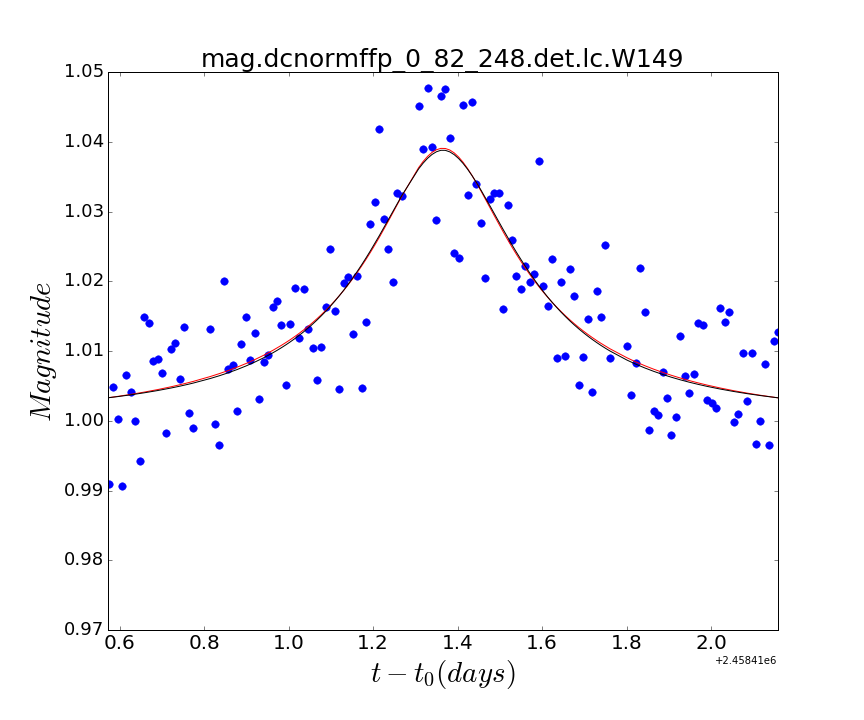 mag.dcnormffp_0_82_248.det.lc.W149
1.05
1.04
1.03
1.02
1.01
1.00
0.99
0.98
0.97
Magnitude
0.6 0.8 1.0 1.2 1.4 1.6 1.8 2.0
+2.45841e6
t − t₀(days)